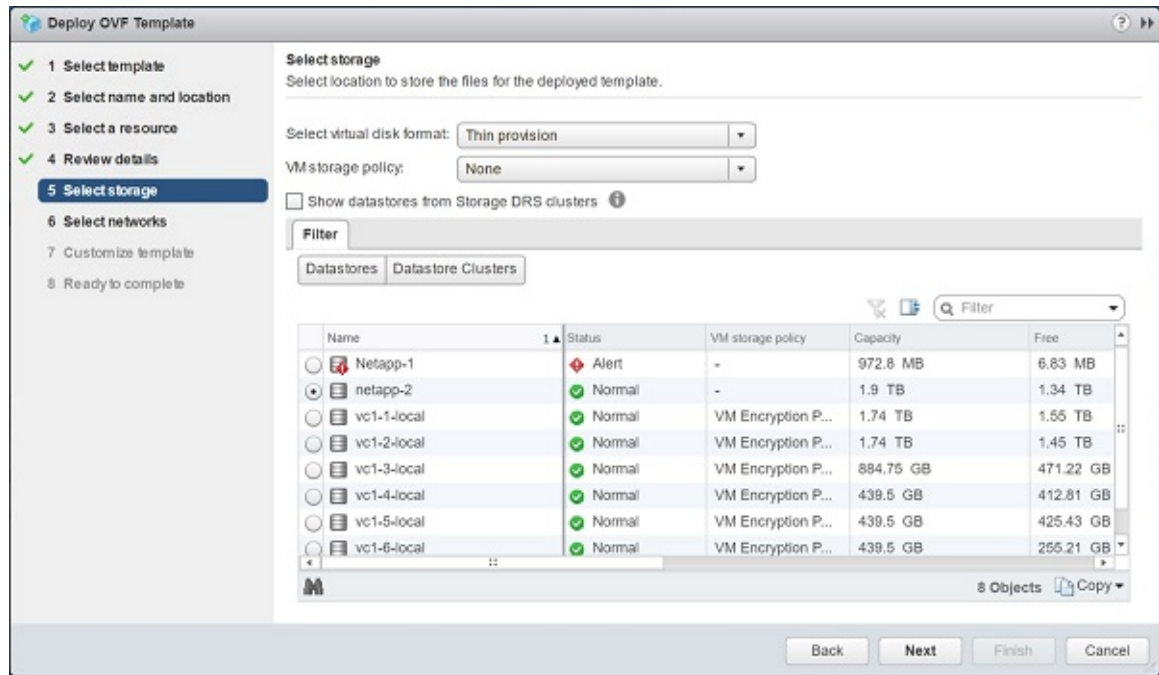 Deploy OVF Template
1 Select template
2 Select name and location
3 Select a resource
4 Review details
5 Select storage
6 Select networks
7 Customize template
8 Ready to complete
Select storage
Select location to store the files for the deployed template.
Select virtual disk format: Thin provision
VM storage policy: None
Show datastores from Storage DRS clusters
Filter
Datastores Datastore Clusters
Filter
Name 1 Status VM storage policy Capacity Free
Netapp-1 Alert - 972.8 MB 6.83 MB
netapp-2 Normal - 1.9 TB 1.34 TB
vc1-1-local Normal VM Encryption P... 1.74 TB 1.55 TB
vc1-2-local Normal VM Encryption P... 1.74 TB 1.45 TB
vc1-3-local Normal VM Encryption P... 884.75 GB 471.22 GB
vc1-4-local Normal VM Encryption P... 439.5 GB 412.81 GB
vc1-5-local Normal VM Encryption P... 439.5 GB 425.43 GB
vc1-6-local Normal VM Encryption P... 439.5 GB 255.21 GB
8 Objects Copy
Back Next Finish Cancel